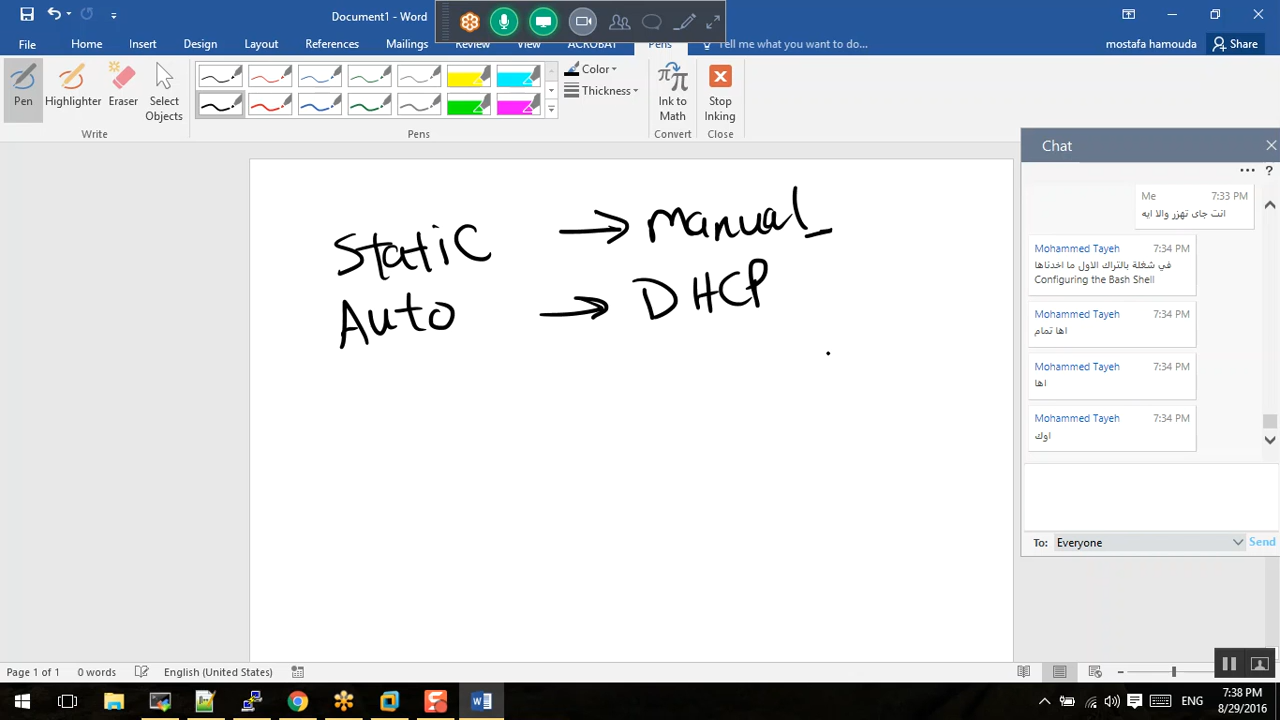 Document1 - Word
File
Home
Insert
Design
Layout
References
Mailings
Review
View
ACROBAT
Pens
Tell me what you want to do...
mostafa hamouda
Share
Pen
Highlighter
Eraser
Select Objects
Color
Thickness
Ink to Math
Stop Inking
Write
Pens
Convert
Close
Static → Manual
Auto → DHCP
Chat
Me 7:33 PM
انت جاى تهزر والا ايه
Mohammed Tayeh 7:34 PM
في شغلة بالتراك الاول ما اخدناها
Configuring the Bash Shell
Mohammed Tayeh 7:34 PM
اها تمام
Mohammed Tayeh 7:34 PM
اها
Mohammed Tayeh 7:34 PM
اوك
To: Everyone
Send
Page 1 of 1
0 words
English (United States)
ENG
7:38 PM
8/29/2016